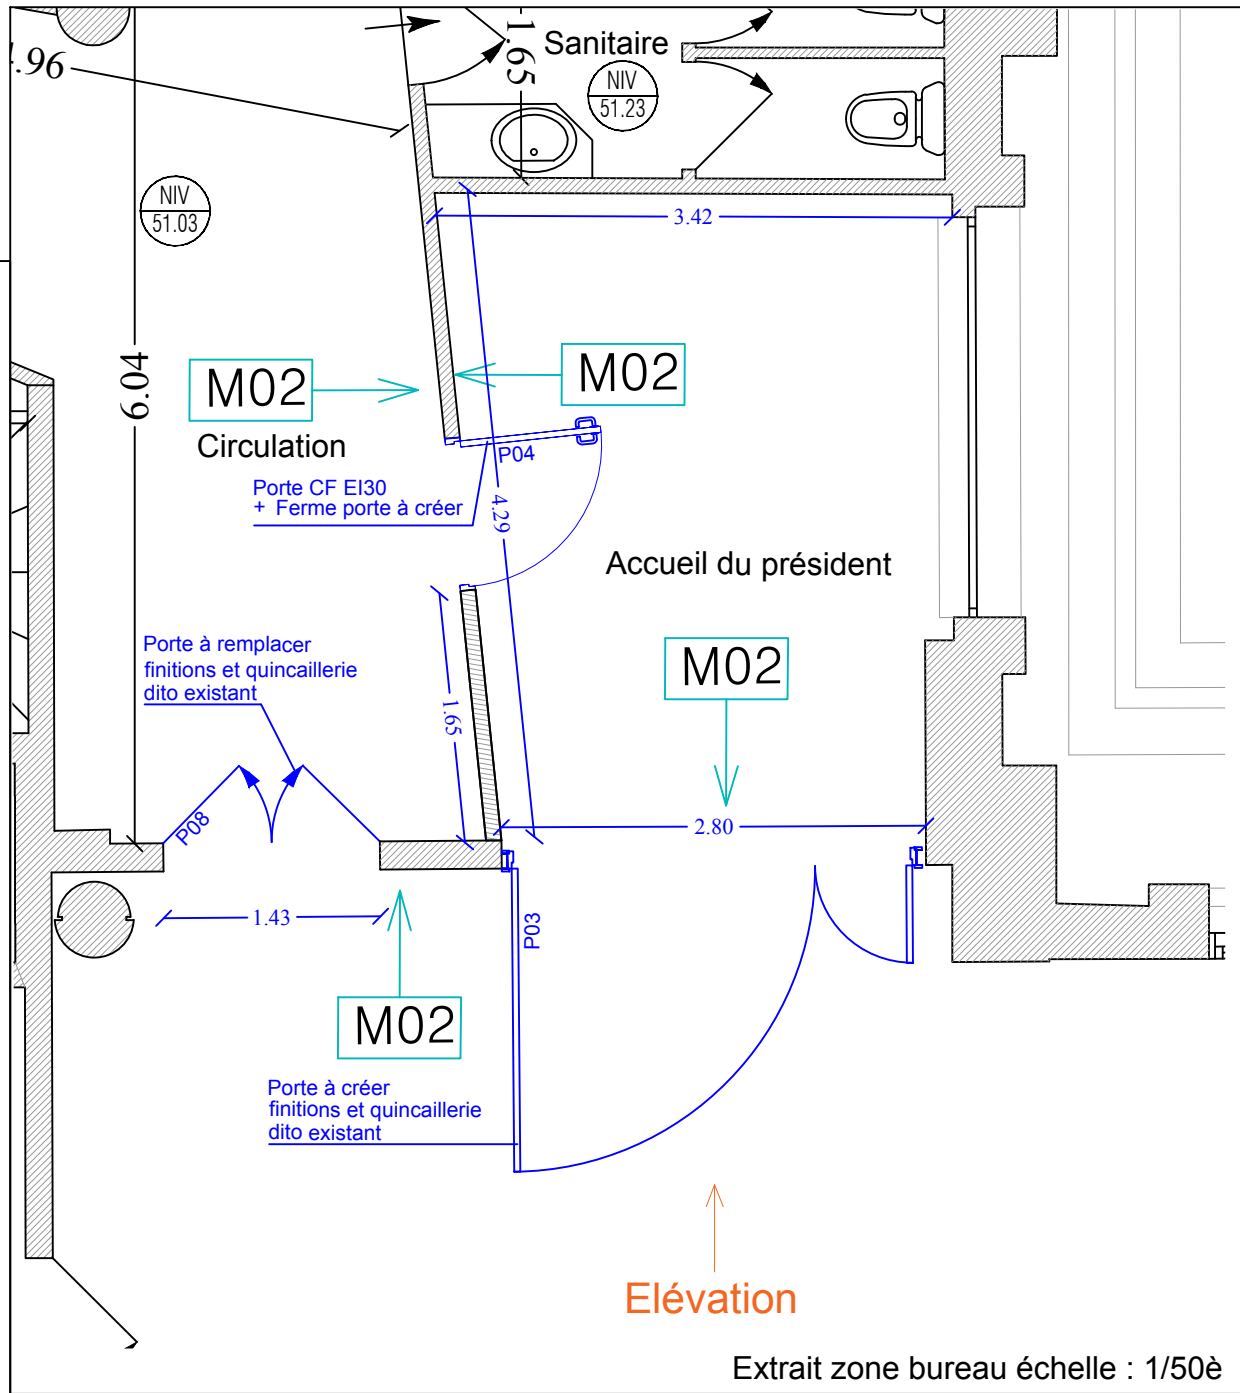 Sanitaire
1.65
NIV
51.23
.96
NIV
51.03
3.42
6.04
M02
M02
Circulation
P04
Porte CF EI30
+ Ferme porte à créer
4.29
Accueil du président
Porte à remplacer
finitions et quincaillerie
dito existant
M02
1.65
P08
2.80
1.43
P03
M02
Porte à créer
finitions et quincaillerie
dito existant
Elévation
Extrait zone bureau échelle : 1/50è